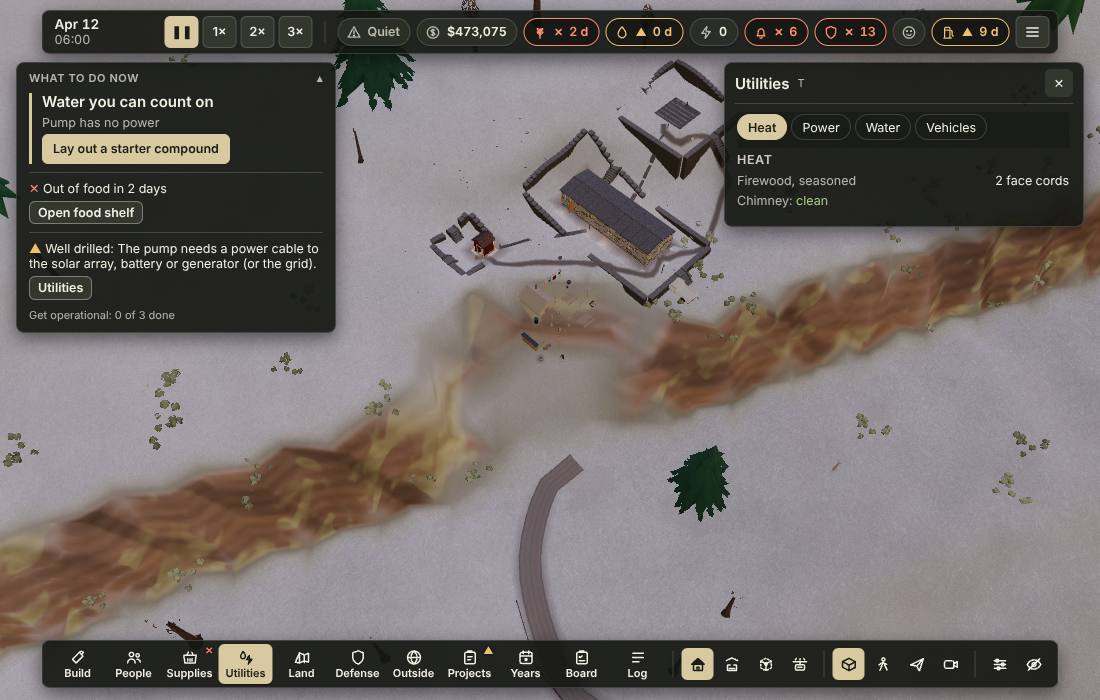 Apr 12
06:00
1×
2×
3×
Quiet
$473,075
× 2 d
0 d
0
× 6
× 13
9 d
WHAT TO DO NOW
Water you can count on
Pump has no power
Lay out a starter compound
× Out of food in 2 days
Open food shelf
Well drilled: The pump needs a power cable to
the solar array, battery or generator (or the grid).
Utilities
Get operational: 0 of 3 done
Utilities T
Heat
Power
Water
Vehicles
HEAT
Firewood, seasoned 2 face cords
Chimney: clean
Build
People
Supplies
Utilities
Land
Defense
Outside
Projects
Years
Board
Log